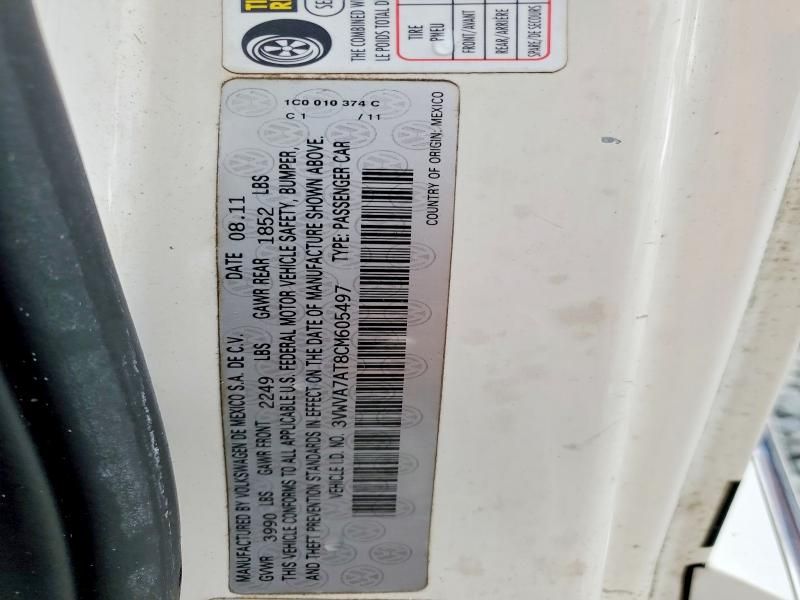 SE
THE COMBINED W
LE POIDS TOTAL D
TIRE
PNEU
FRONT/AVANT
REAR/ARRIÈRE
SPARE/DE SECOURS
1C0 010 374 C
C 1 /11
MANUFACTURED BY VOLKSWAGEN DE MEXICO S.A. DE C.V. DATE 08.11
GVWR 3990 LBS GAWR FRONT 2249 LBS GAWR REAR 1852 LBS
THIS VEHICLE CONFORMS TO ALL APPLICABLE U.S. FEDERAL MOTOR VEHICLE SAFETY, BUMPER,
AND THEFT PREVENTION STANDARDS IN EFFECT ON THE DATE OF MANUFACTURE SHOWN ABOVE.
VEHICLE I.D. NO. 3VWVA7AT8CM605497 TYPE: PASSENGER CAR
COUNTRY OF ORIGIN: MEXICO